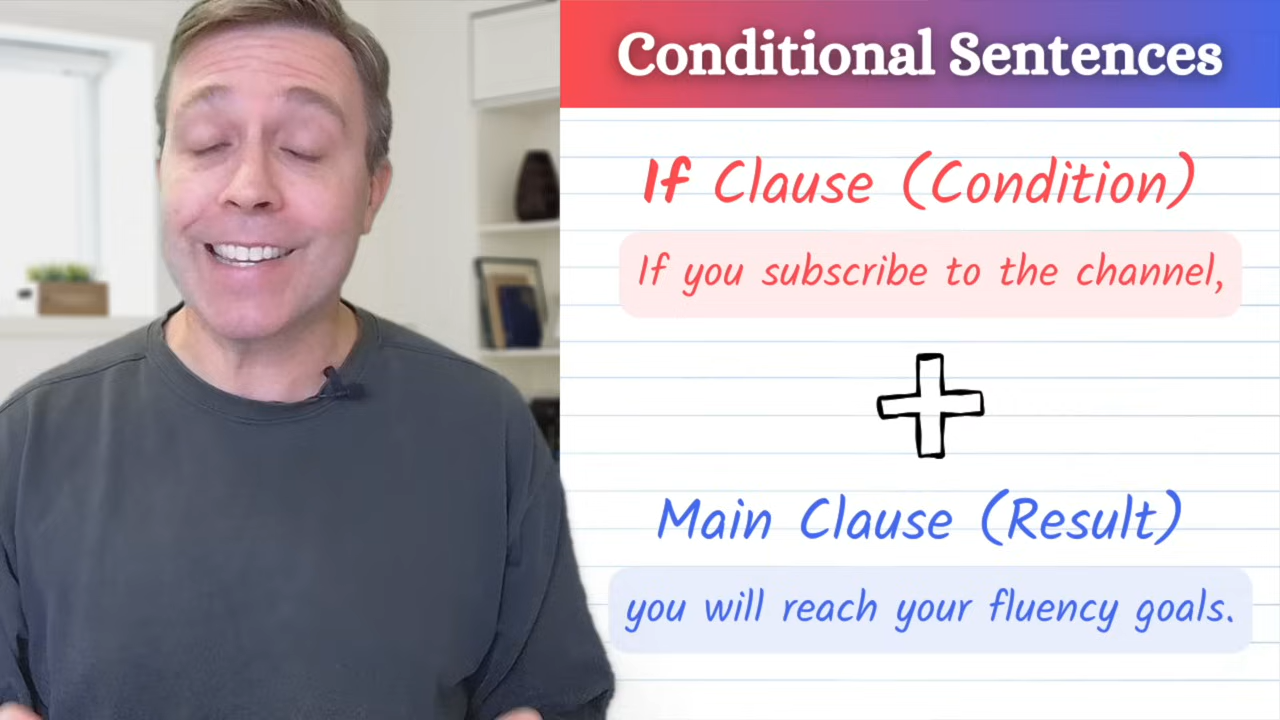 Conditional Sentences
If Clause (Condition)
If you subscribe to the channel,
Main Clause (Result)
you will reach your fluency goals.